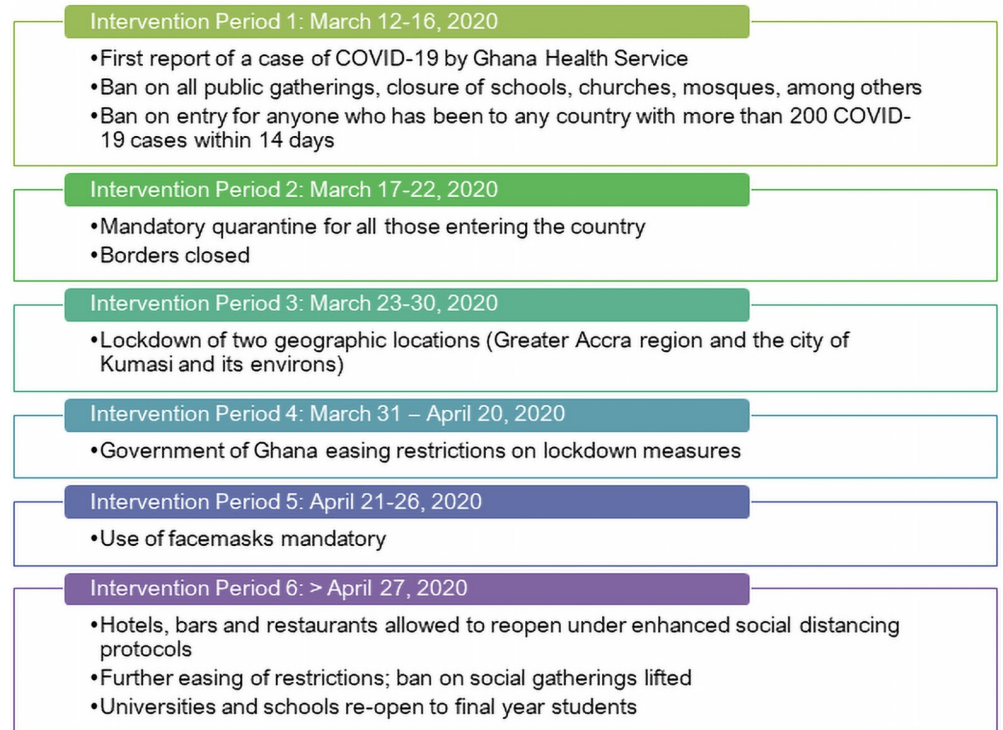 Intervention Period 1: March 12-16, 2020
•First report of a case of COVID-19 by Ghana Health Service
•Ban on all public gatherings, closure of schools, churches, mosques, among others
•Ban on entry for anyone who has been to any country with more than 200 COVID-
19 cases within 14 days
Intervention Period 2: March 17-22, 2020
•Mandatory quarantine for all those entering the country
•Borders closed
Intervention Period 3: March 23-30, 2020
•Lockdown of two geographic locations (Greater Accra region and the city of
Kumasi and its environs)
Intervention Period 4: March 31 – April 20, 2020
•Government of Ghana easing restrictions on lockdown measures
Intervention Period 5: April 21-26, 2020
•Use of facemasks mandatory
Intervention Period 6: > April 27, 2020
•Hotels, bars and restaurants allowed to reopen under enhanced social distancing
protocols
•Further easing of restrictions; ban on social gatherings lifted
•Universities and schools re-open to final year students